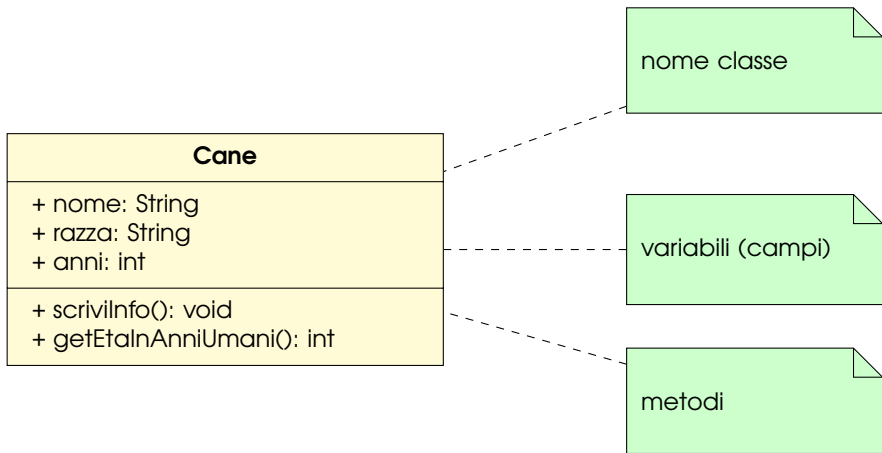 nome classe
Cane
+ nome: String
+ razza: String
+ anni: int
variabili (campi)
+ scriviInfo(): void
+ getEtaInAnniUmani(): int
metodi